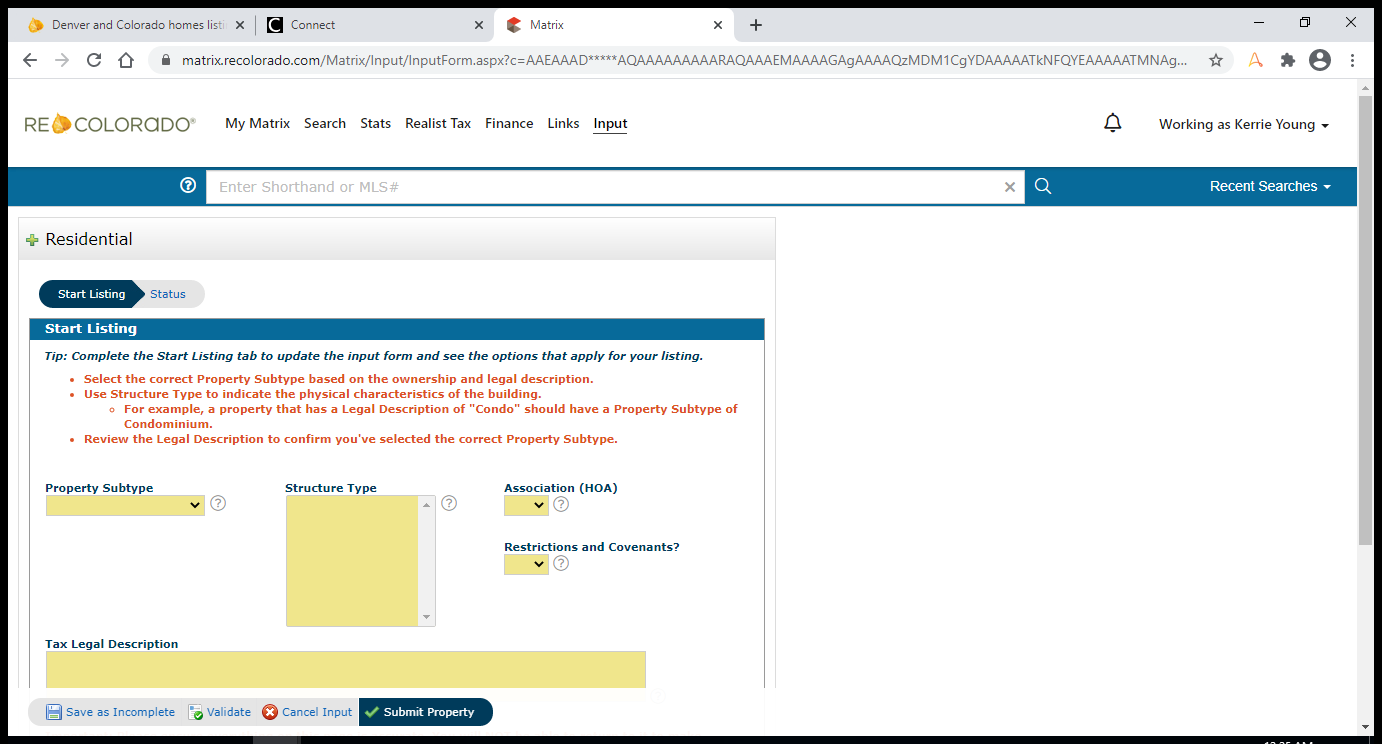 Denver and Colorado homes listi
Connect
Matrix
matrix.recolorado.com/Matrix/Input/InputForm.aspx?c=AAEAAAD*****AQAAAAAAAAARAQAAAEMAAAAGAgAAAAQzMDM1CgYDAAAAATkNFQYEAAAAATMNAg...
RE COLORADO®
My Matrix Search Stats Realist Tax Finance Links Input
Working as Kerrie Young
Enter Shorthand or MLS#
Recent Searches
Residential
Start Listing Status
Start Listing
Tip: Complete the Start Listing tab to update the input form and see the options that apply for your listing.
• Select the correct Property Subtype based on the ownership and legal description.
• Use Structure Type to indicate the physical characteristics of the building.
◦ For example, a property that has a Legal Description of "Condo" should have a Property Subtype of
Condominium.
• Review the Legal Description to confirm you've selected the correct Property Subtype.
Property Subtype Structure Type Association (HOA)
Restrictions and Covenants?
Tax Legal Description
Save as Incomplete Validate Cancel Input Submit Property